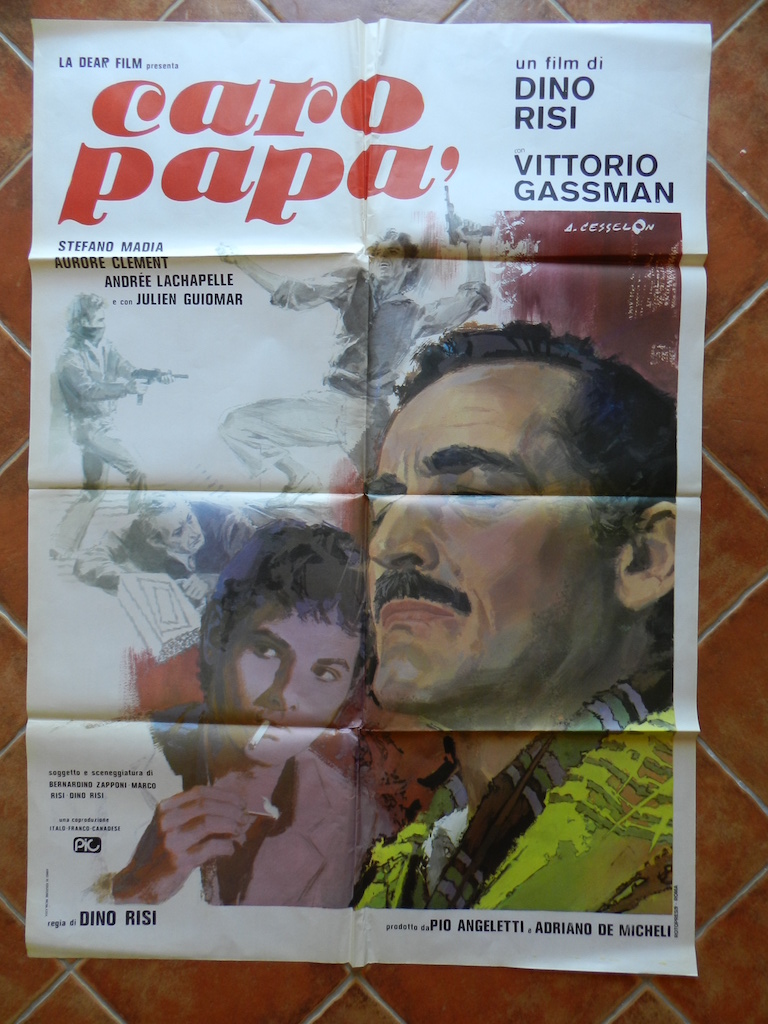 LA DEAR FILM presenta
caro
papa'
un film di
DINO
RISI
con
VITTORIO
GASSMAN
A. CESSELON
STEFANO MADIA
AURORE CLEMENT
ANDRÉE LACHAPELLE
e con JULIEN GUIOMAR
soggetto e sceneggiatura di
BERNARDINO ZAPPONI·MARCO
RISI·DINO RISI
una coproduzione
ITALO-FRANCO-CANADESE
PIC
regia di DINO RISI
prodotto da PIO ANGELETTI e ADRIANO DE MICHELI
ROTOPRESS ROMA